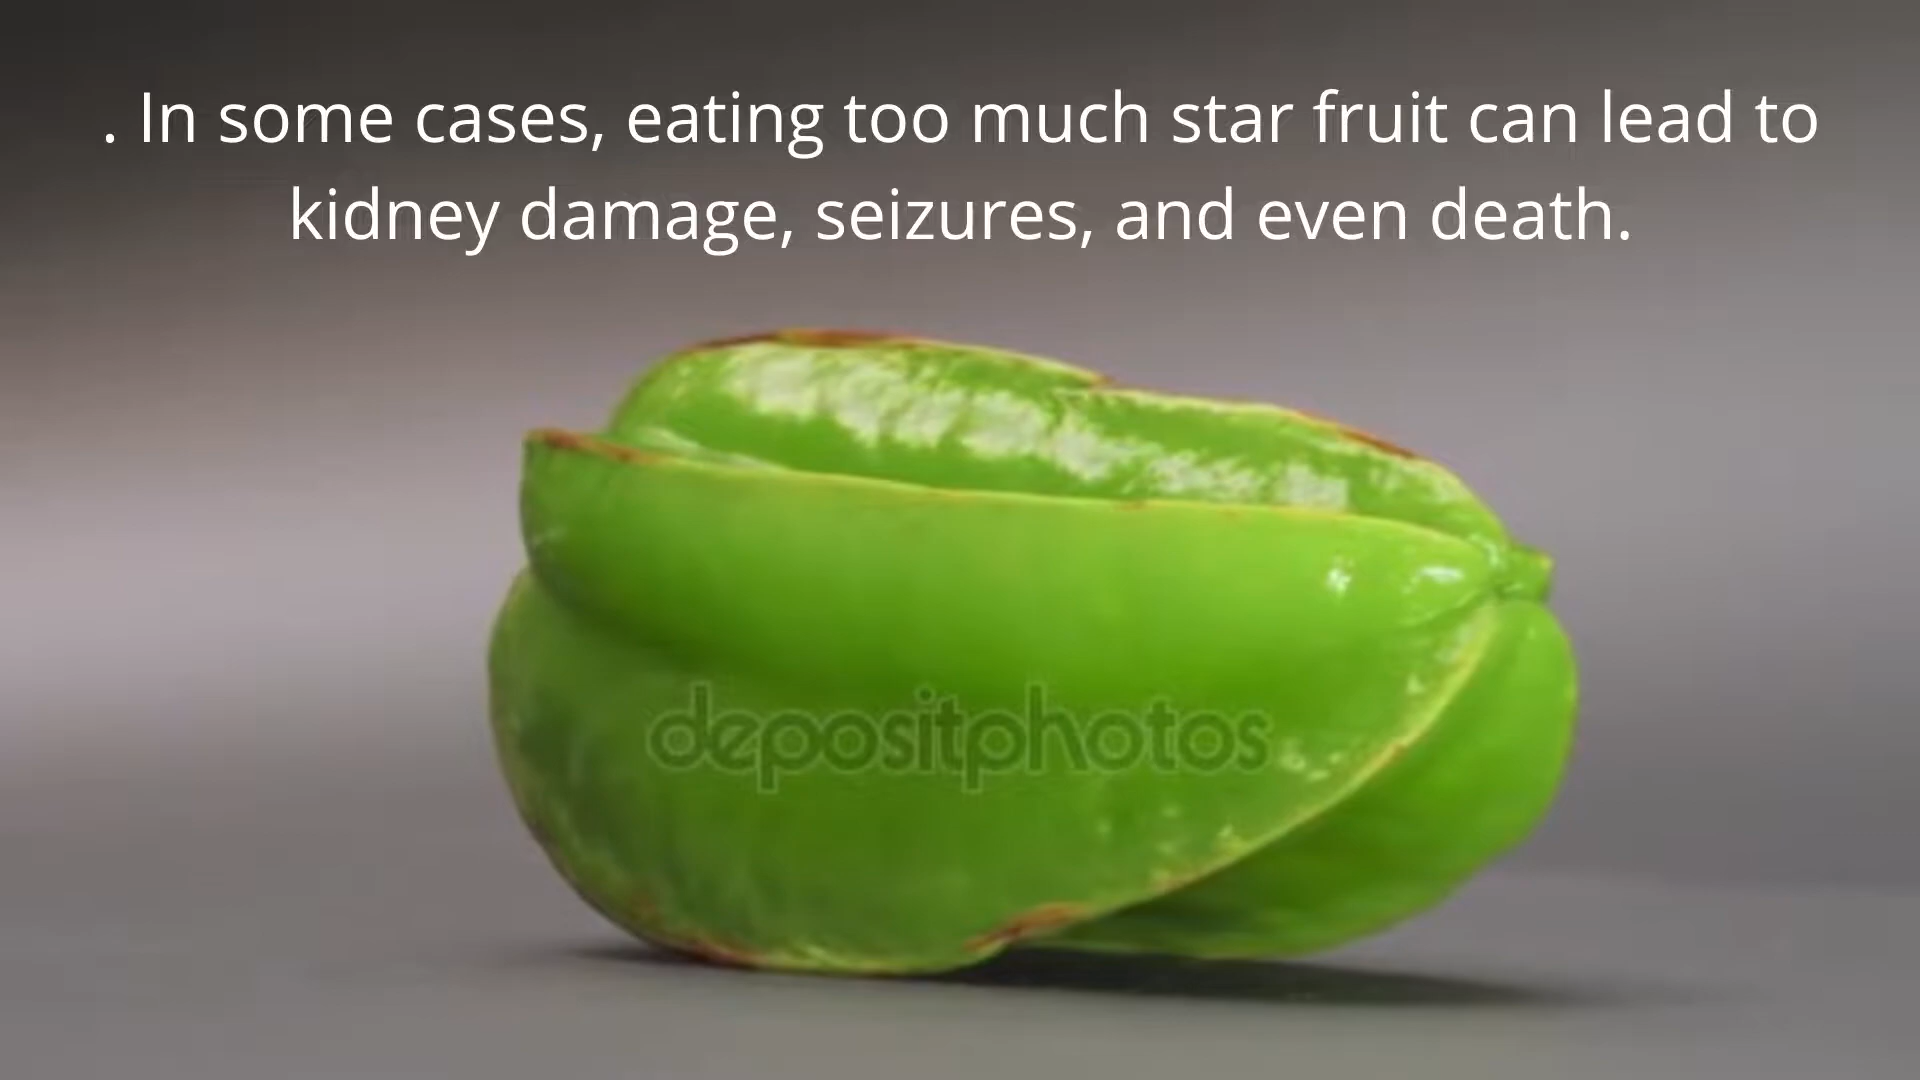 . In some cases, eating too much star fruit can lead to
kidney damage, seizures, and even death.
depositphotos